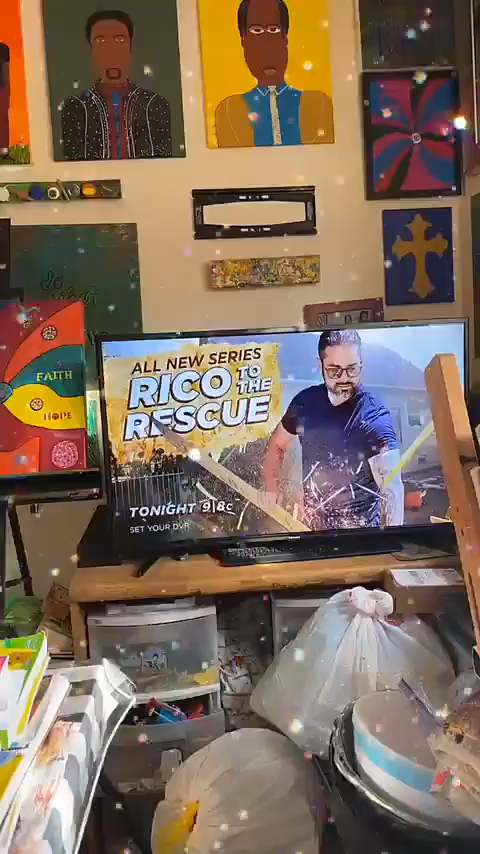 FAITH
HOPE
ALL NEW SERIES
RICO TO
THE
RESCUE
TONIGHT 9|8c
SET YOUR DVR